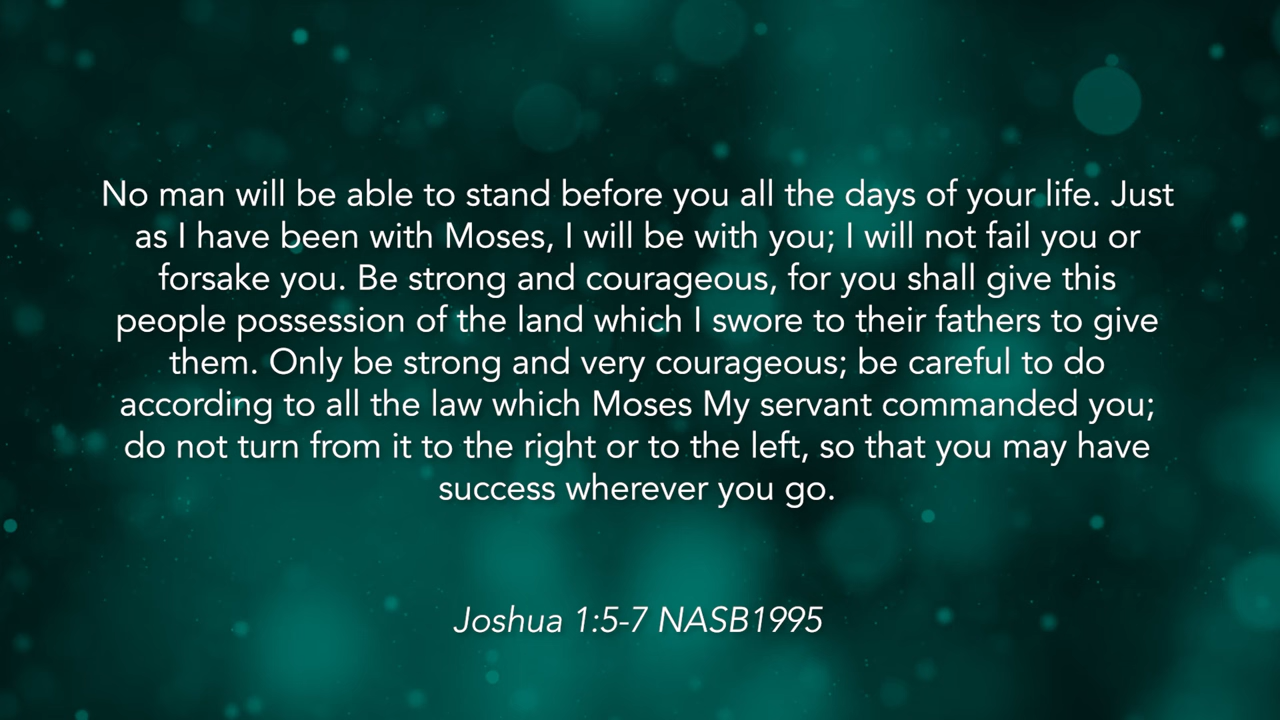 No man will be able to stand before you all the days of your life. Just
as I have been with Moses, I will be with you; I will not fail you or
forsake you. Be strong and courageous, for you shall give this
people possession of the land which I swore to their fathers to give
them. Only be strong and very courageous; be careful to do
according to all the law which Moses My servant commanded you;
do not turn from it to the right or to the left, so that you may have
success wherever you go.
Joshua 1:5-7 NASB1995